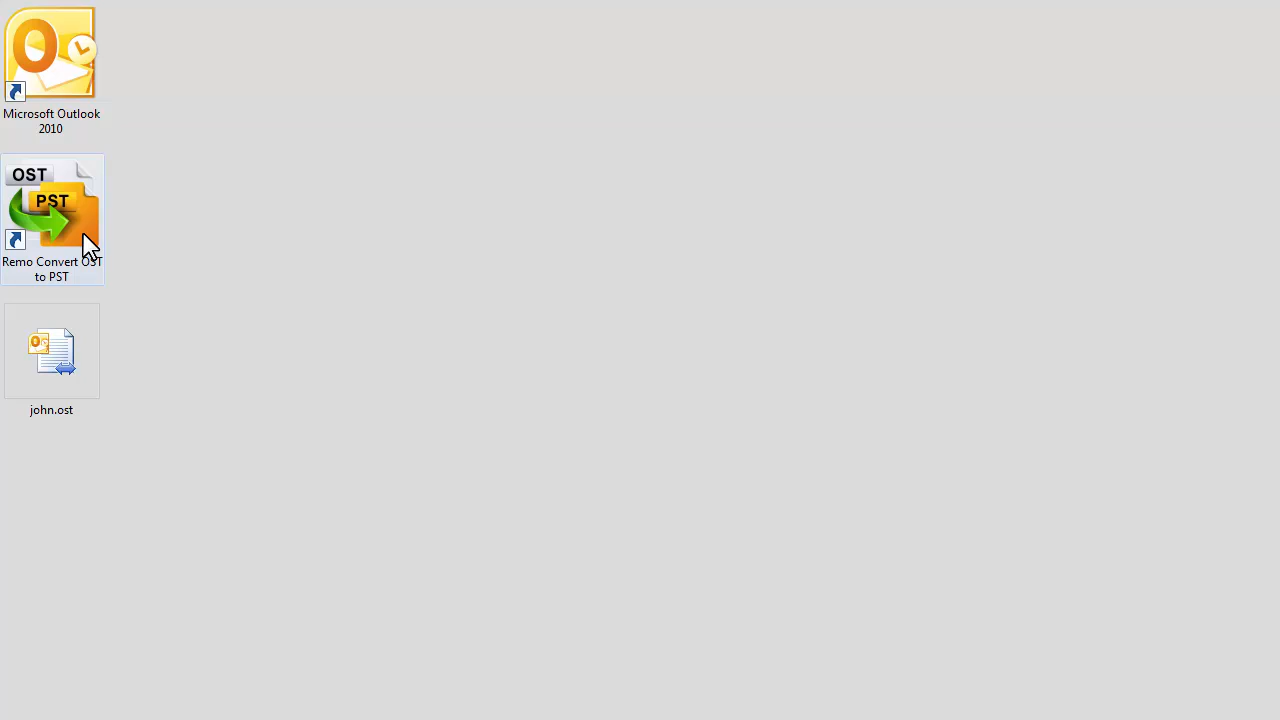 Microsoft Outlook
2010
OST
PST
Remo Convert OST
to PST
john.ost